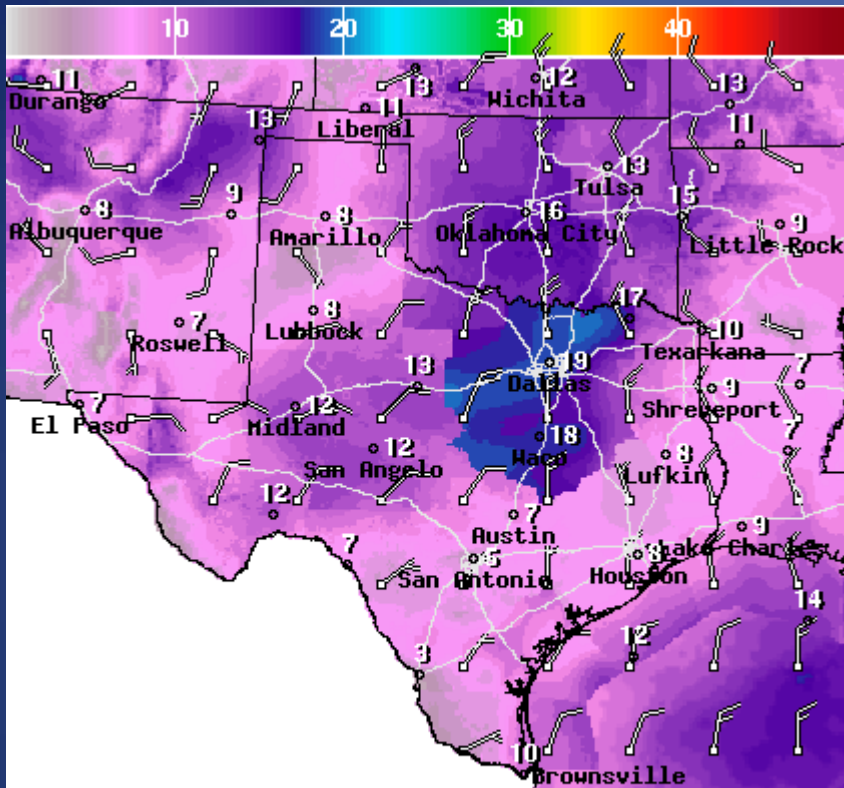 10 20 30 40
11 13 12 13
Durango Wichita
11
Liberal
13 11
13
Tulsa
8 9 8 16 15 9
Albuquerque Amarillo Oklahoma City Little Rock
7 8 17 10
Roswell Lubbock Texarkana
13 19 7
Dallas
7 12 9
El Paso Midland Shreveport
12 18 8 7
San Angelo Waco Lufkin
12 7 9
Austin Lake Charles
7 6 8
San Antonio Houston
14
3 12
10
Brownsville